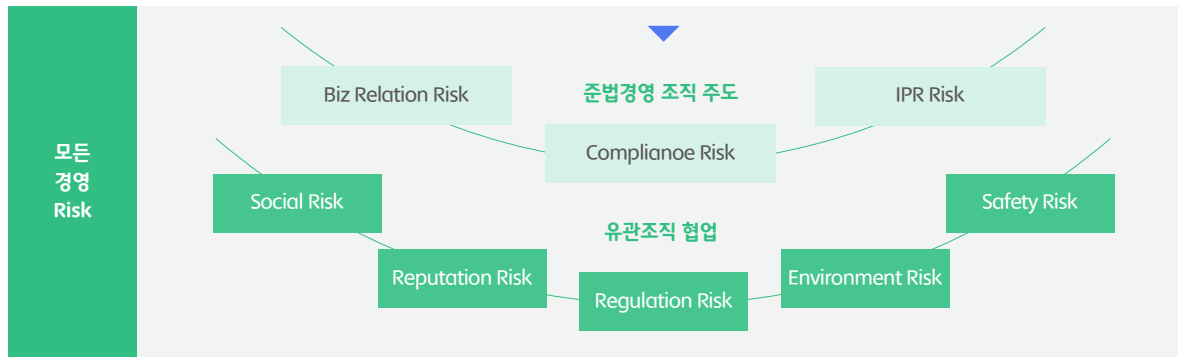 모든
경영
Risk
Biz Relation Risk
준법경영 조직 주도
IPR Risk
Complianoe Risk
Social Risk
유관조직 협업
Safety Risk
Reputation Risk
Regulation Risk
Environment Risk